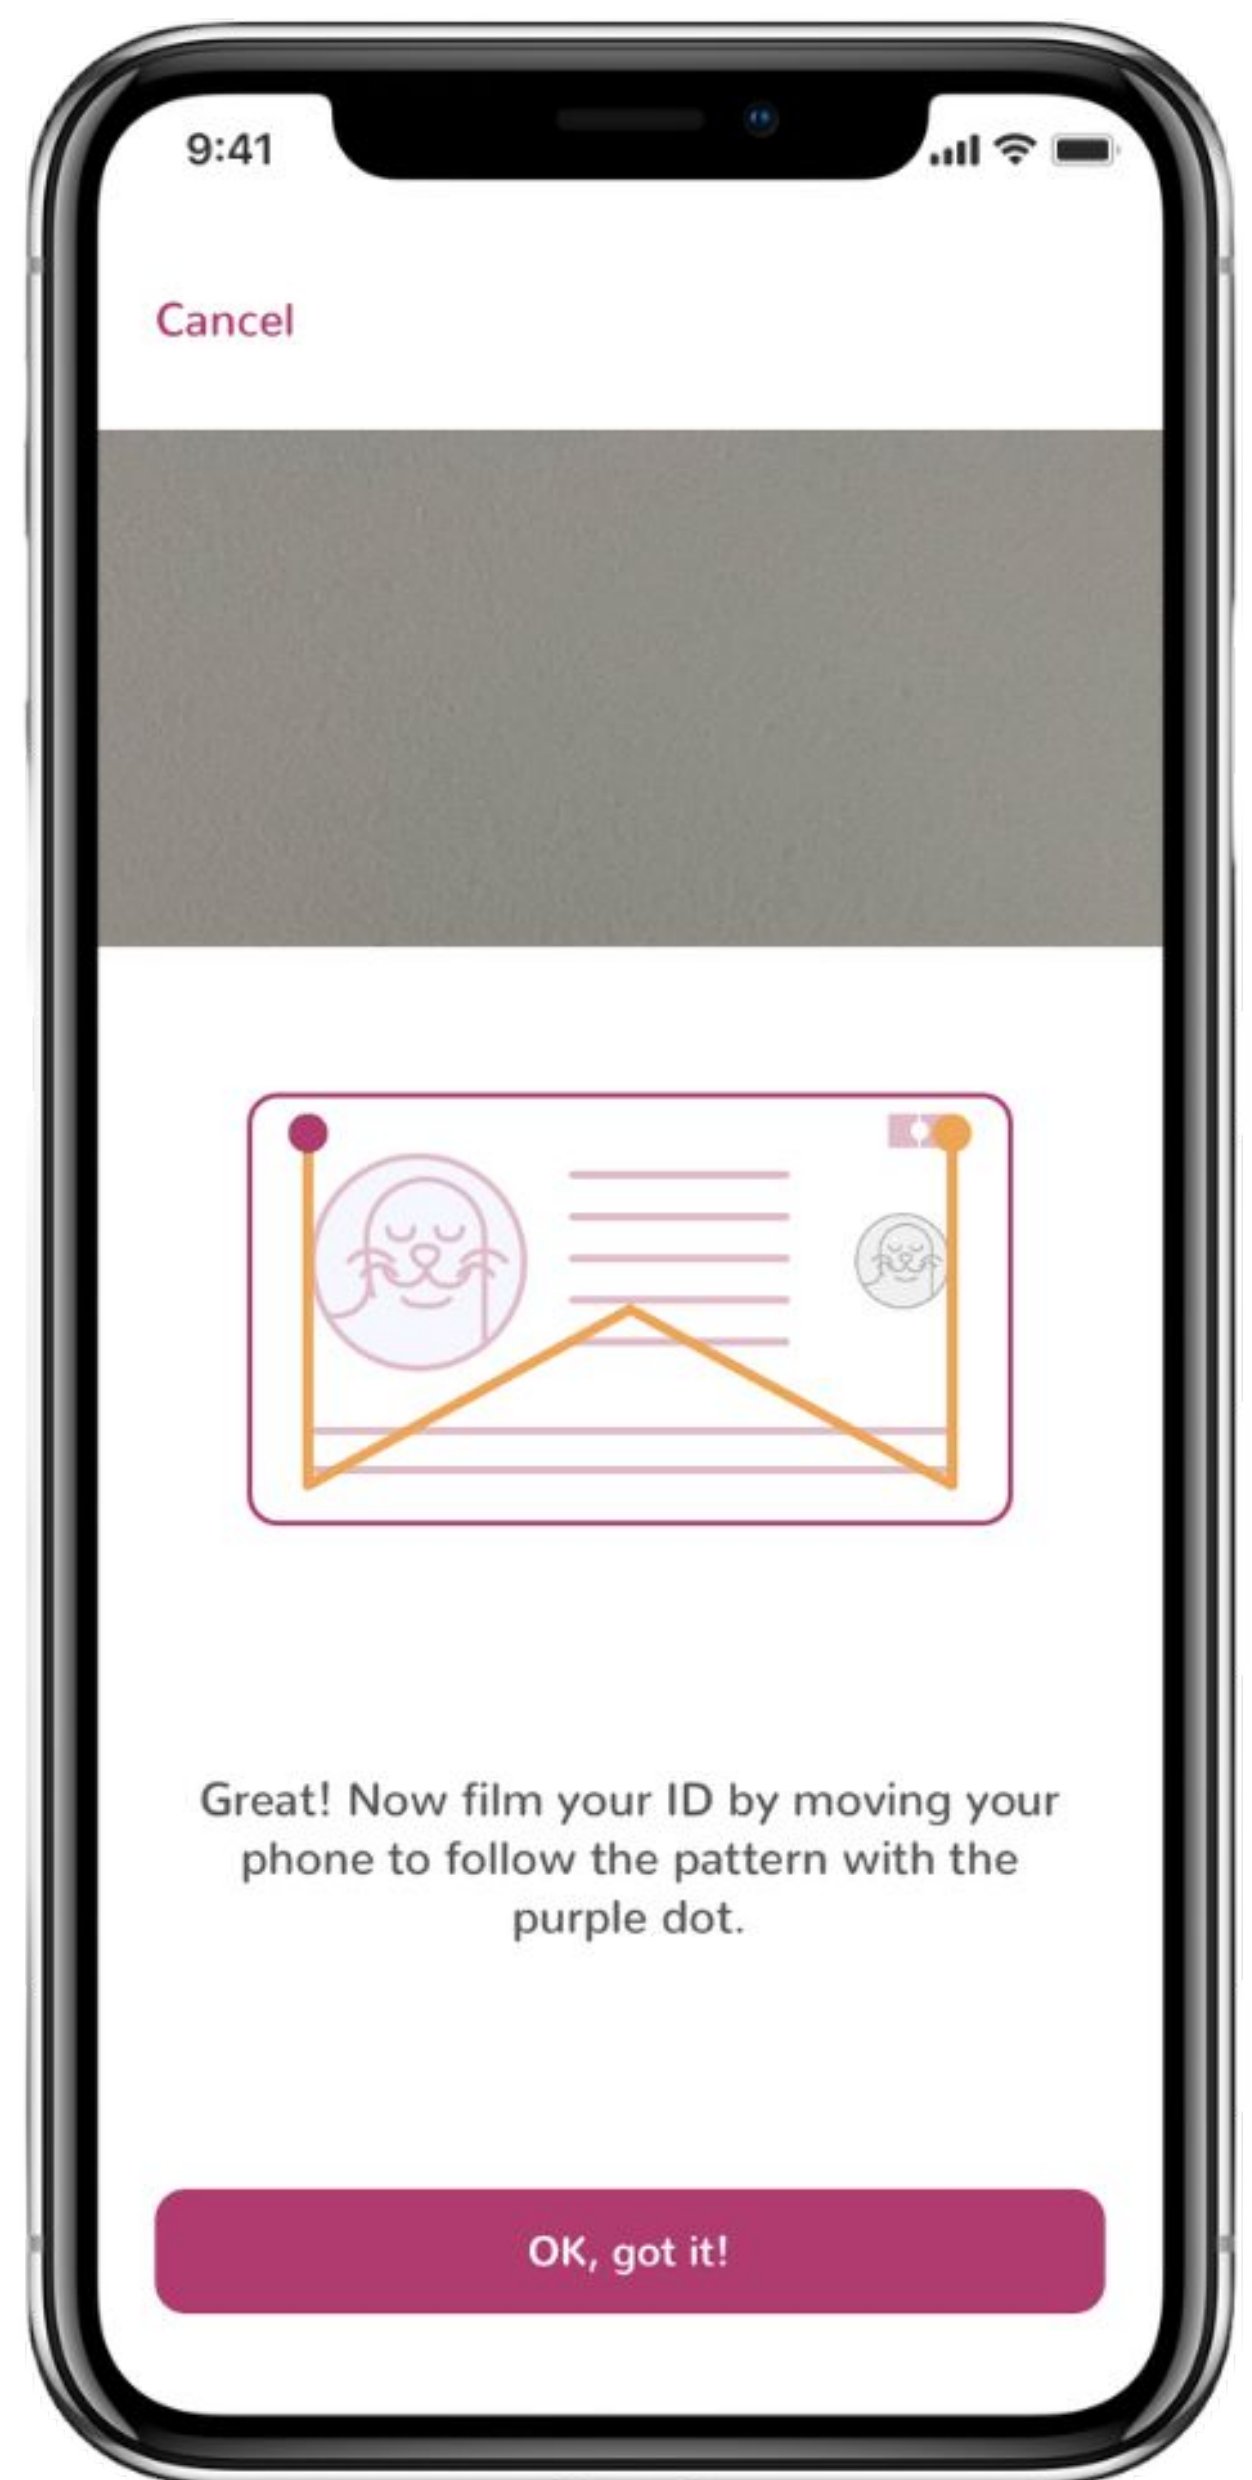 9:41
Cancel
Great! Now film your ID by moving your
phone to follow the pattern with the
purple dot.
OK, got it!